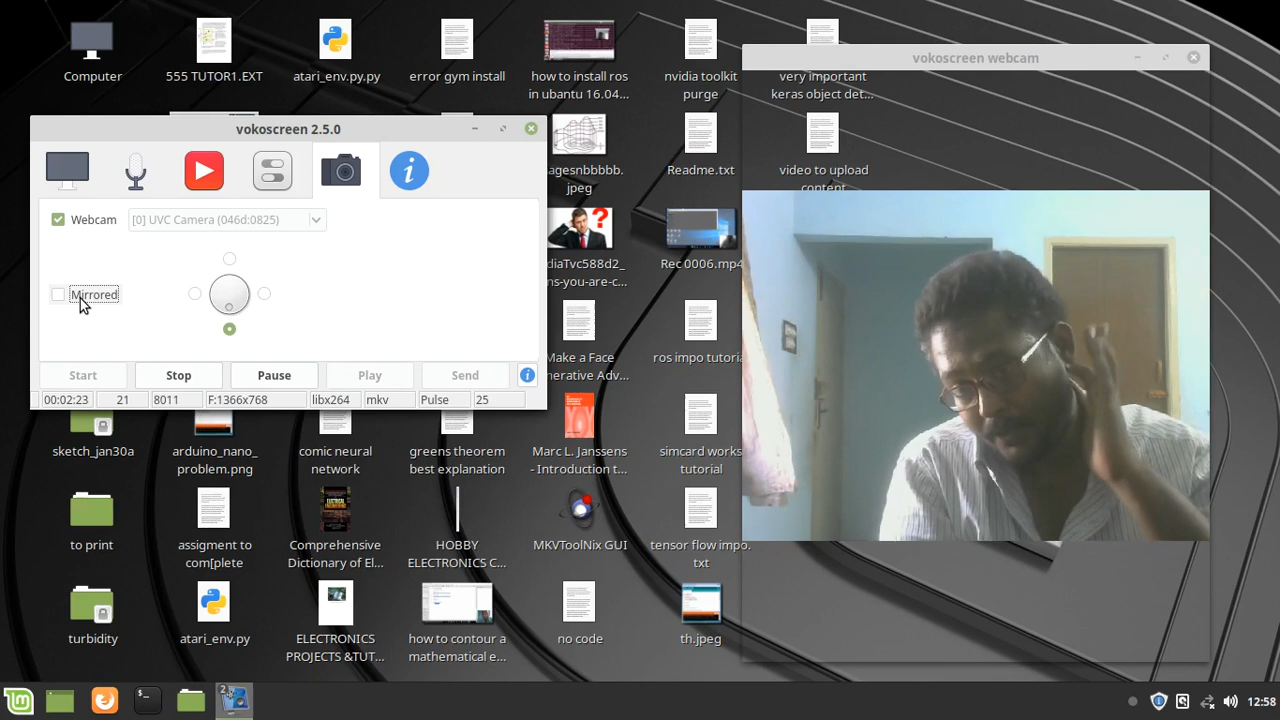 Computer
555 TUTOR1.EXT
atari_env.py.py
error gym install
how to install ros
in ubuntu 16.04...
nvidia toolkit
purge
very important
keras object det...
vokoscreen webcam
vokoscreen 2.5.0
Webcam
[0] UVC Camera (046d:0825)
Mirrored
Start
Stop
Pause
Play
Send
00:02:23
21
8011
F:1366x768
libx264
mkv
Pulse
25
agesnbbbbb.
jpeg
Readme.txt
video to upload
content
diaTvc588d2_
ns-you-are-c...
Rec 0006.mp4
Make a Face
nerative Adv...
ros impo tutoria
sketch_jan30a
arduino_nano_
problem.png
comic neural
network
greens theorem
best explanation
Marc L. Janssens
- Introduction t...
simcard works
tutorial
to print
assigment to
com[plete
Comprehensive
Dictionary of El...
HOBBY
ELECTRONICS C...
MKVToolNix GUI
tensor flow impo.
txt
turbidity
atari_env.py
ELECTRONICS
PROJECTS &TUT...
how to contour a
mathematical e...
no code
th.jpeg
2
12:58